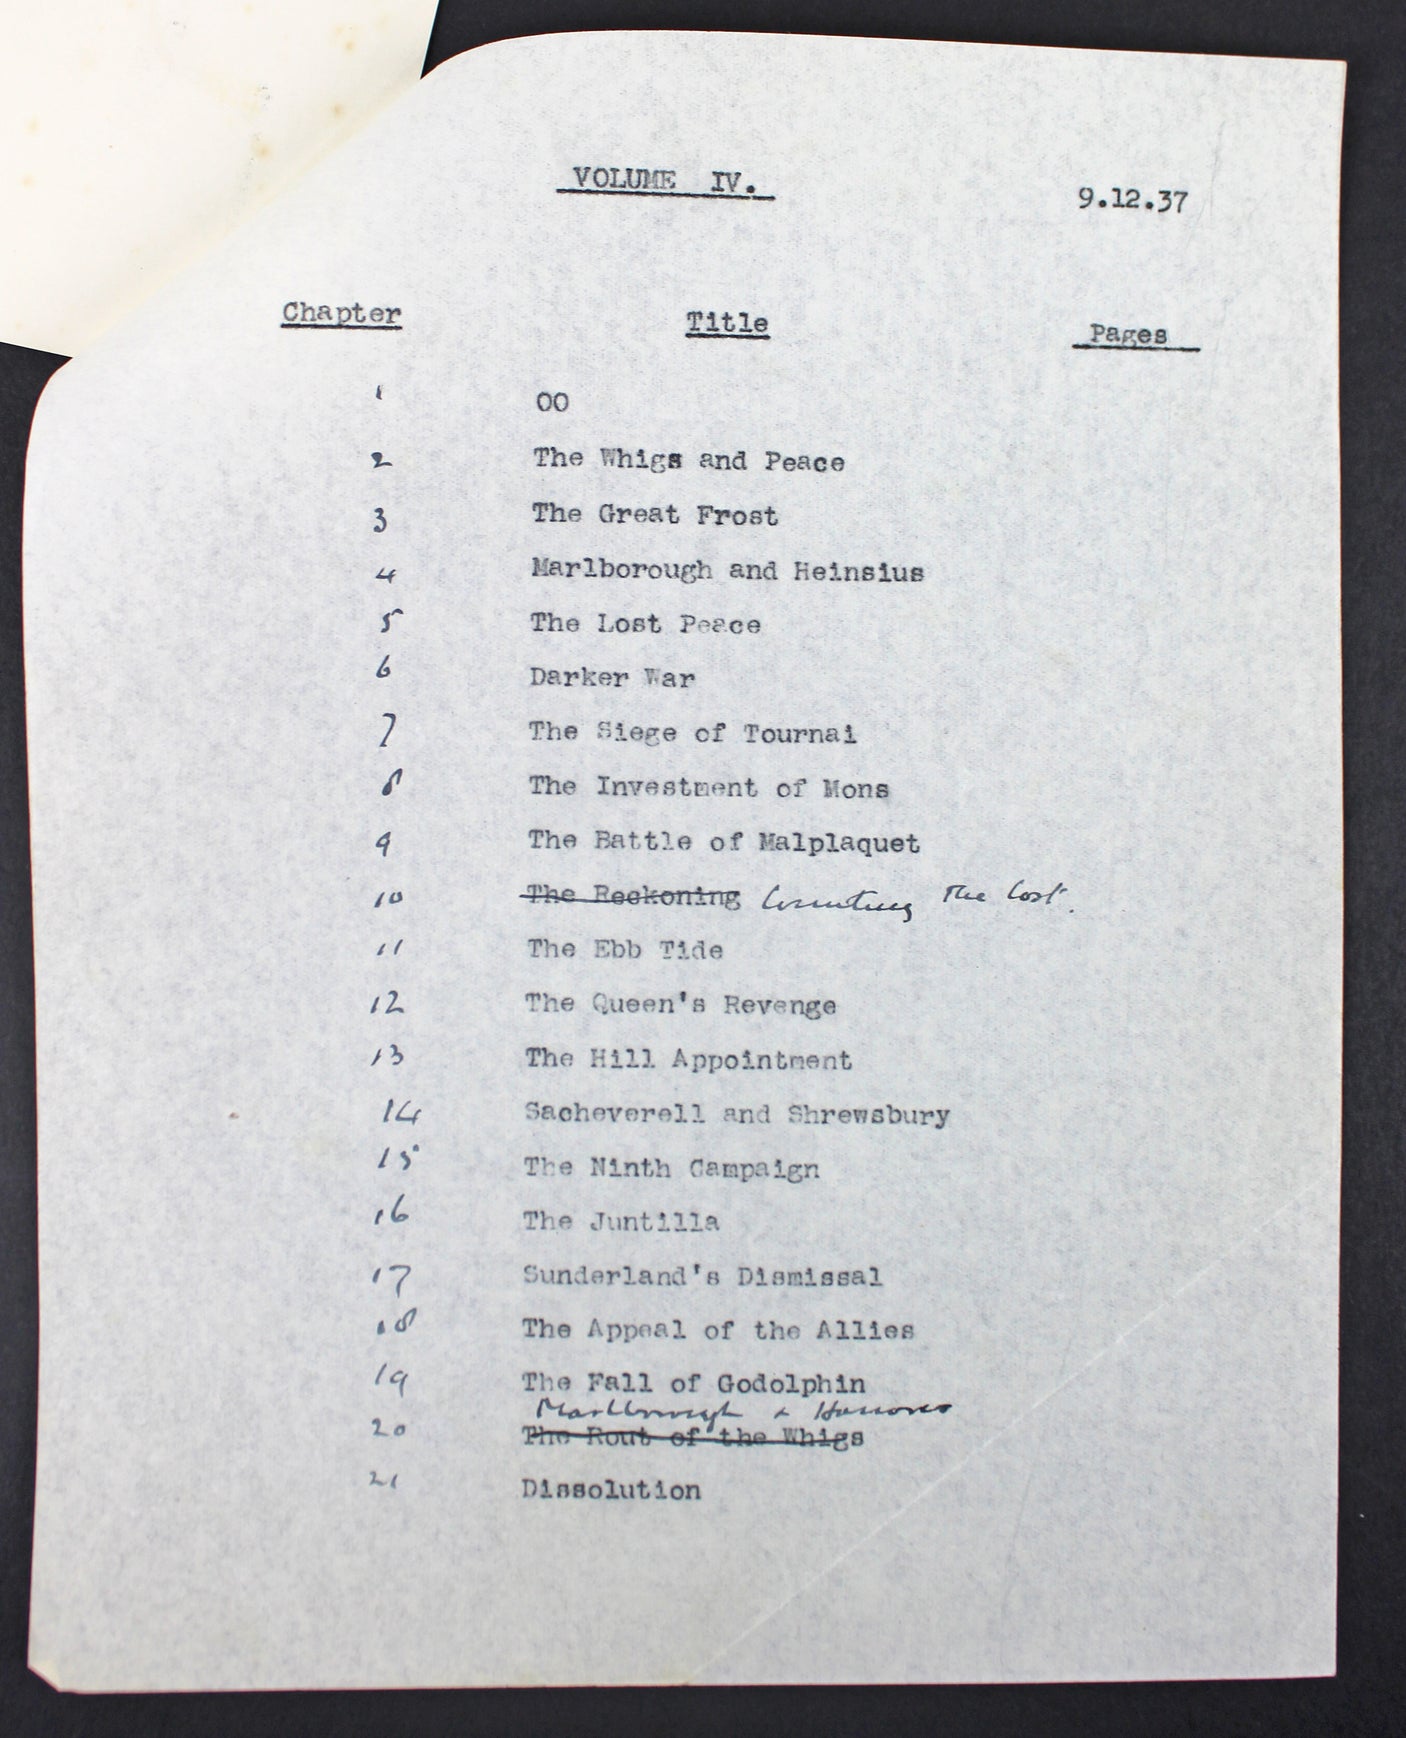 VOLUME IV.
9.12.37
Chapter Title Pages
1 OO
2 The Whigs and Peace
3 The Great Frost
4 Marlborough and Heinsius
5 The Lost Peace
6 Darker War
7 The Siege of Tournai
8 The Investment of Mons
9 The Battle of Malplaquet
10 The Reckoning Counting The Cost.
11 The Ebb Tide
12 The Queen's Revenge
13 The Hill Appointment
14 Sacheverell and Shrewsbury
15 The Ninth Campaign
16 The Juntilla
17 Sunderland's Dismissal
18 The Appeal of the Allies
19 The Fall of Godolphin
Marlborough & Hanover
20 The Rout of the Whigs
21 Dissolution